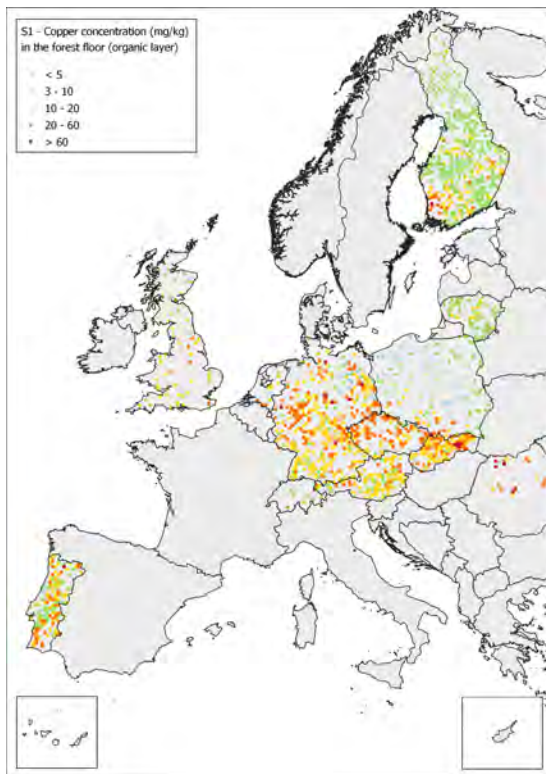 S1 - Copper concentration (mg/kg)
in the forest floor (organic layer)
< 5
3 - 10
10 - 20
20 - 60
> 60